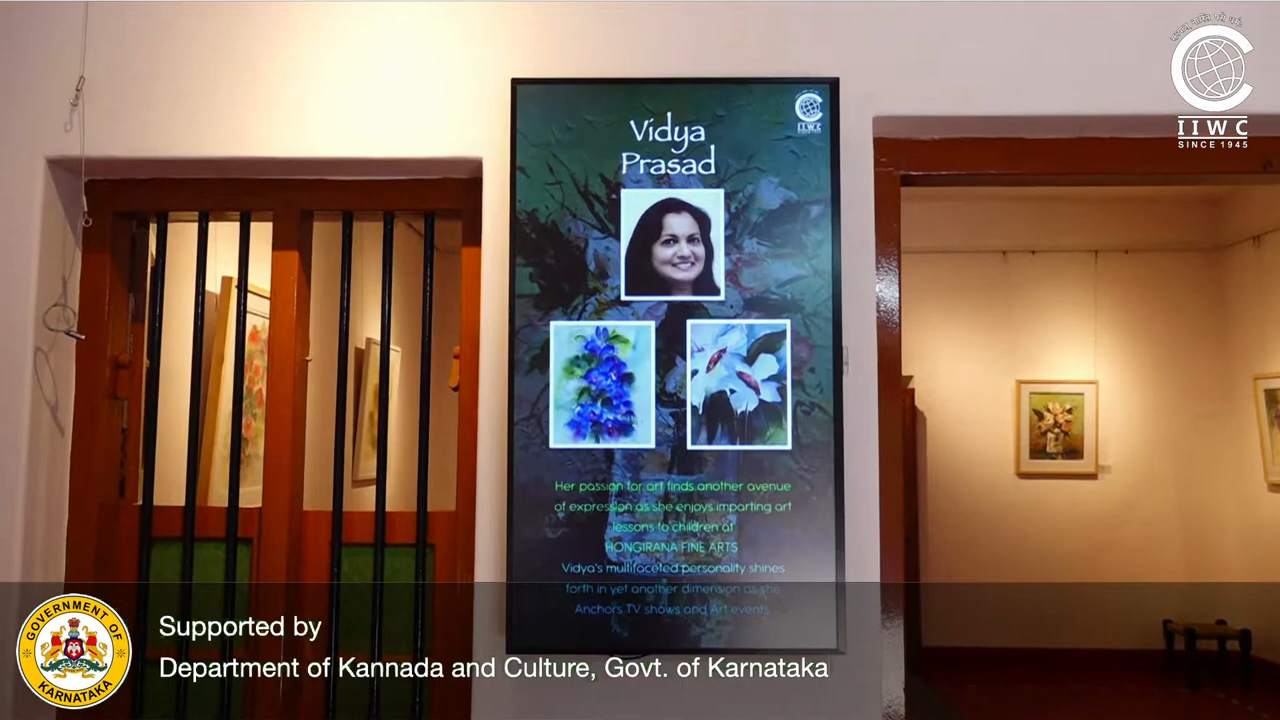 IIWC
SINCE 1945
Vidya
Prasad
IIWC
Her passion for art finds another avenue
of expression as she enjoys imparting art
lessons to children at
HONGIRANA FINE ARTS
Vidya's multifaceted personality shines
forth in yet another dimension as she
Anchors TV shows and Art events
GOVERNMENT OF
KARNATAKA
Supported by
Department of Kannada and Culture, Govt. of Karnataka